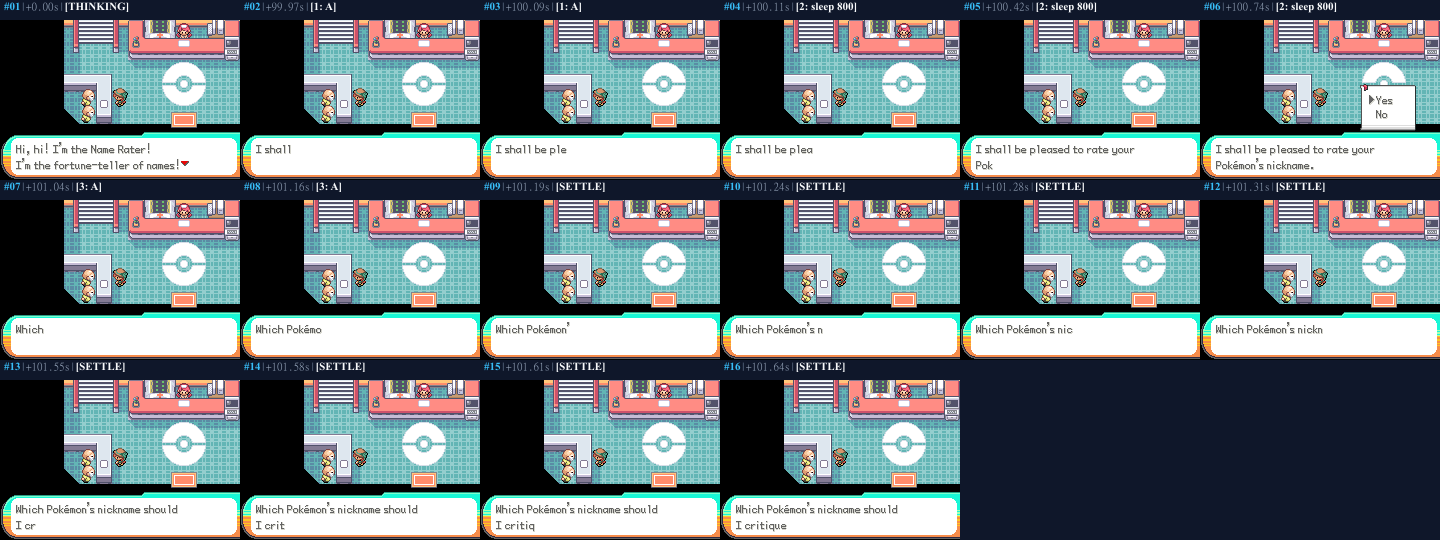 #01 | +0.00s | [THINKING]
Hi, hi! I'm the Name Rater!
I'm the fortune-teller of names!
#02 | +99.97s | [1: A]
I shall
#03 | +100.09s | [1: A]
I shall be ple
#04 | +100.11s | [2: sleep 800]
I shall be plea
#05 | +100.42s | [2: sleep 800]
I shall be pleased to rate your
Pok
#06 | +100.74s | [2: sleep 800]
Yes
No
I shall be pleased to rate your
Pokémon's nickname.
#07 | +101.04s | [3: A]
Which
#08 | +101.16s | [3: A]
Which Pokémo
#09 | +101.19s | [SETTLE]
Which Pokémon'
#10 | +101.24s | [SETTLE]
Which Pokémon's n
#11 | +101.28s | [SETTLE]
Which Pokémon's nic
#12 | +101.31s | [SETTLE]
Which Pokémon's nickn
#13 | +101.55s | [SETTLE]
Which Pokémon's nickname should
I cr
#14 | +101.58s | [SETTLE]
Which Pokémon's nickname should
I crit
#15 | +101.61s | [SETTLE]
Which Pokémon's nickname should
I critiq
#16 | +101.64s | [SETTLE]
Which Pokémon's nickname should
I critique